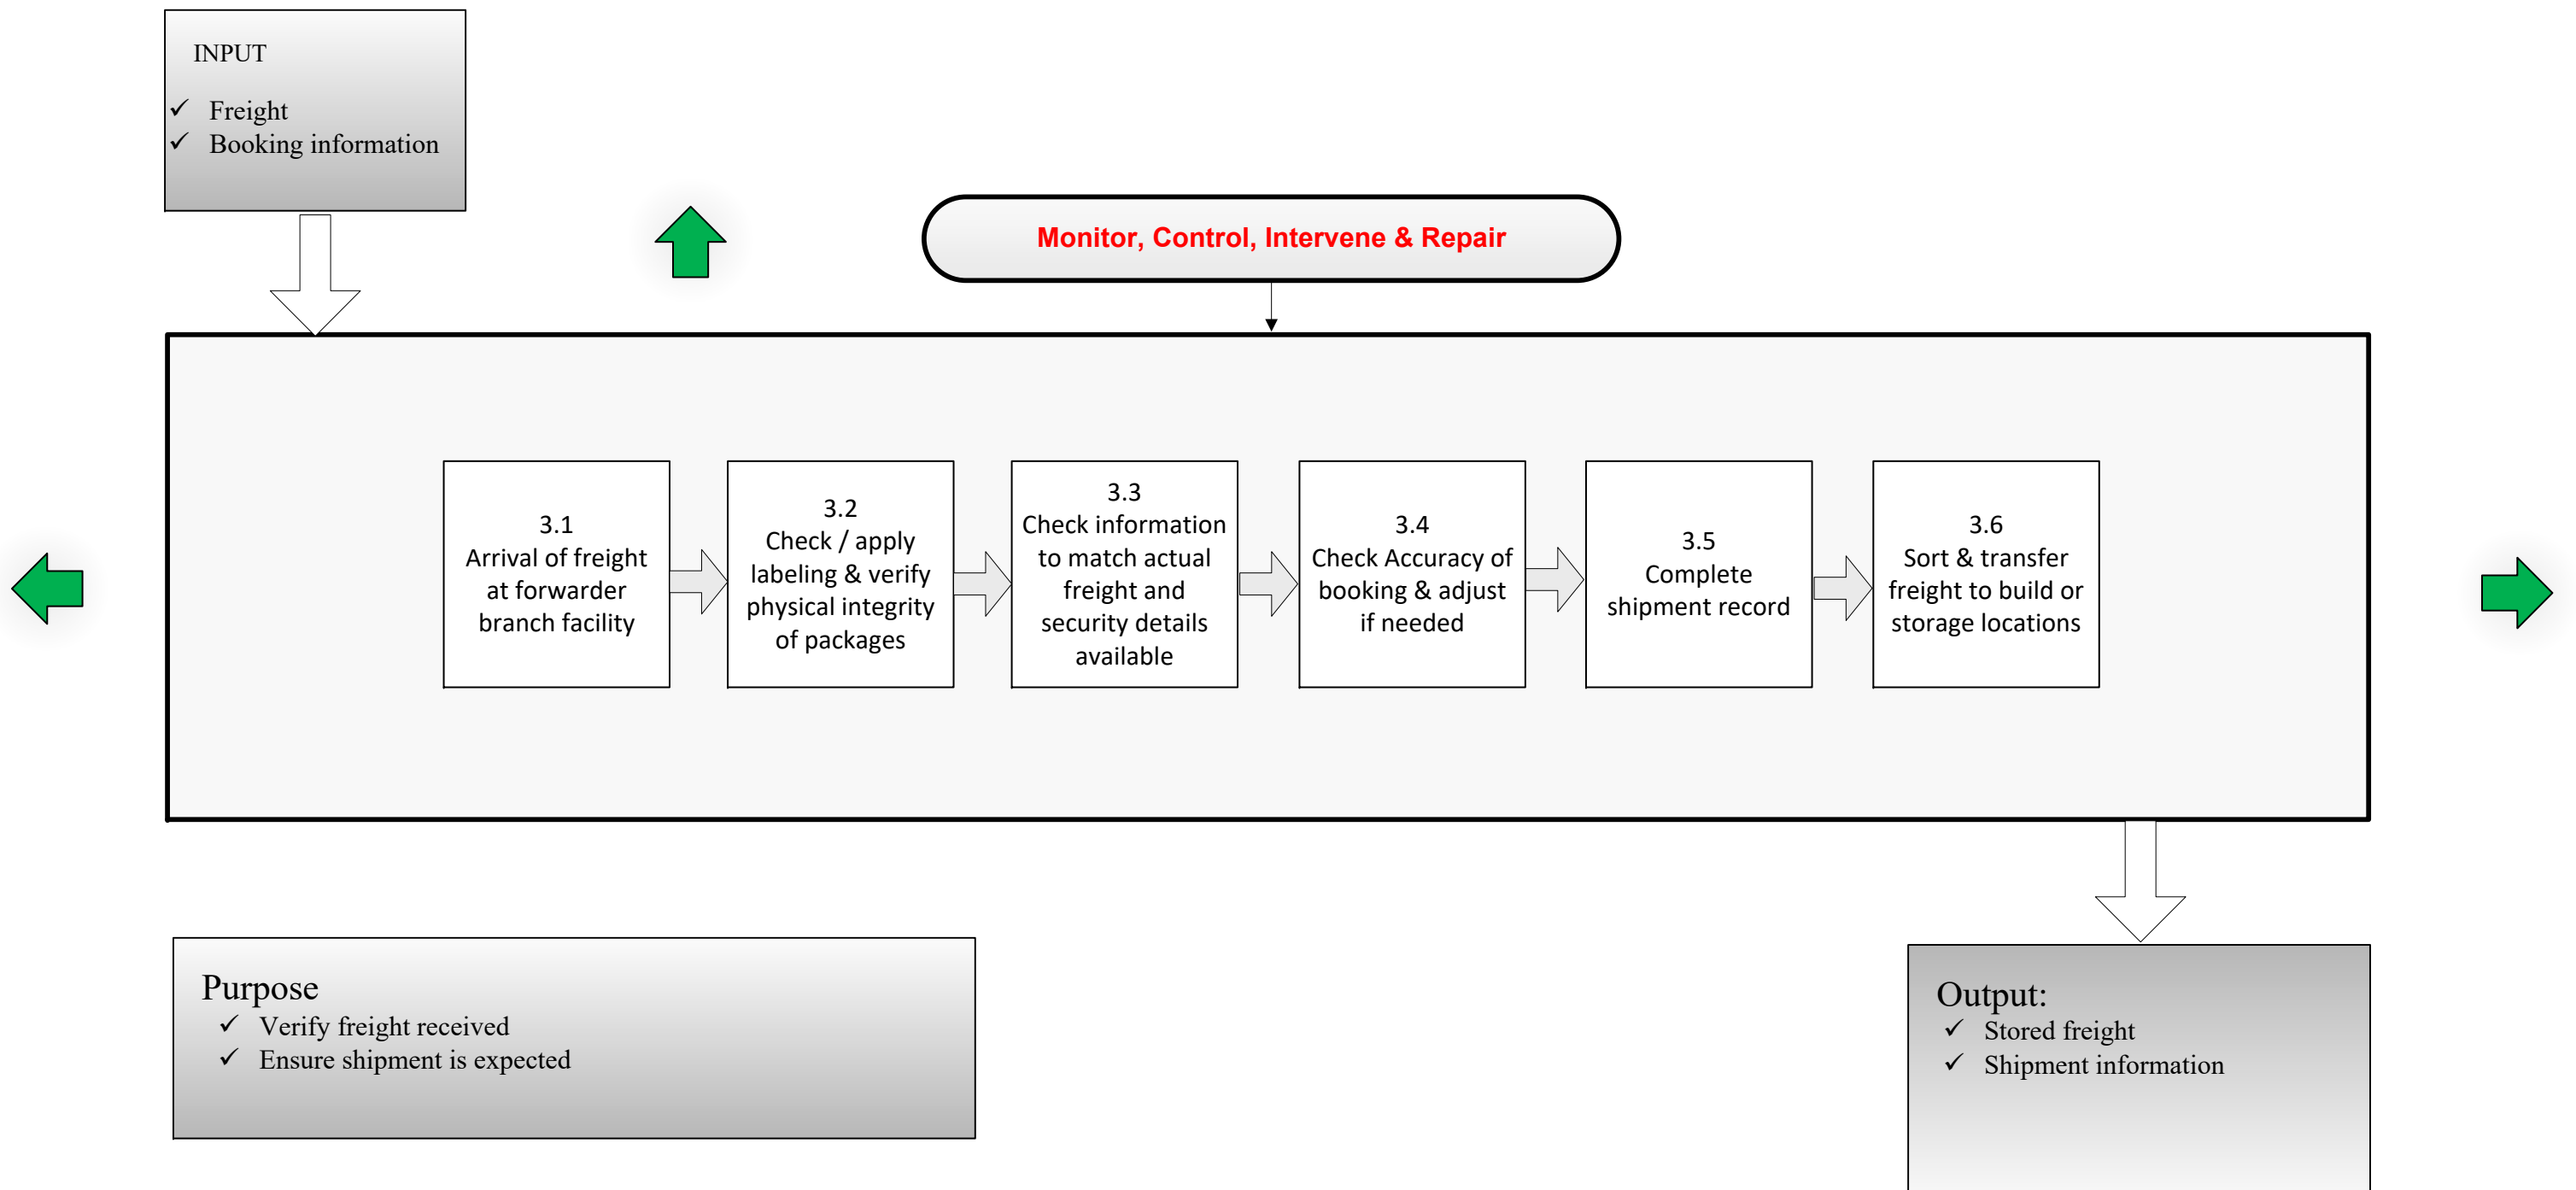 INPUT
✓ Freight
✓ Booking information
Monitor, Control, Intervene & Repair
3.1
Arrival of freight
at forwarder
branch facility
3.2
Check / apply
labeling & verify
physical integrity
of packages
3.3
Check information
to match actual
freight and
security details
available
3.4
Check Accuracy of
booking & adjust
if needed
3.5
Complete
shipment record
3.6
Sort & transfer
freight to build or
storage locations
Purpose
✓ Verify freight received
✓ Ensure shipment is expected
Output:
✓ Stored freight
✓ Shipment information